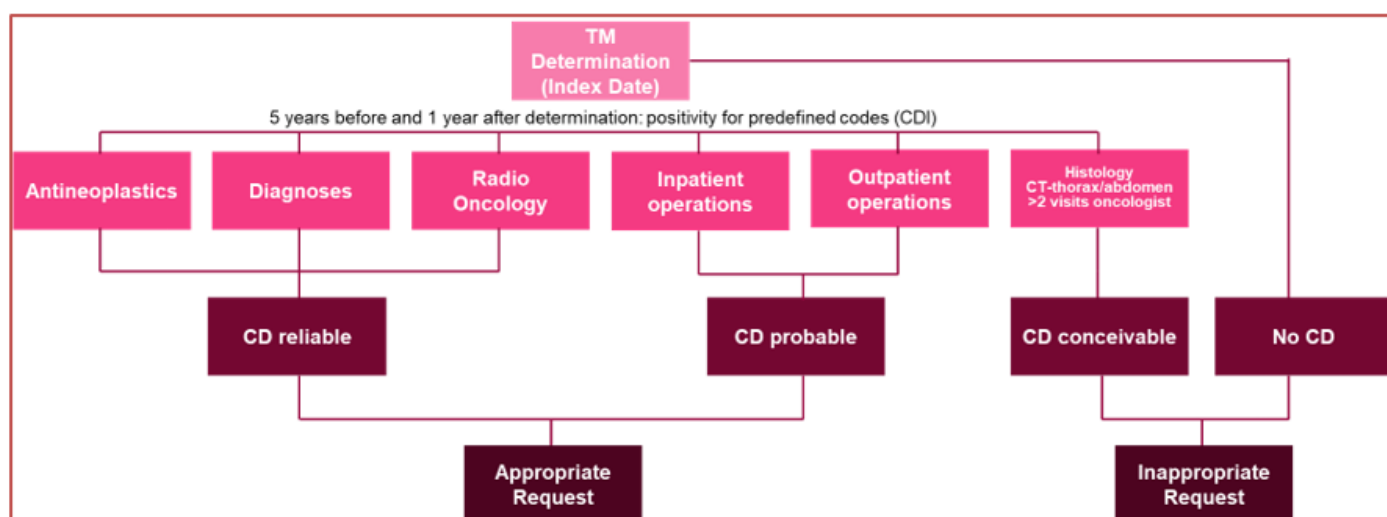 TM
Determination
(Index Date)
5 years before and 1 year after determination: positivity for predefined codes (CDI)
Antineoplastics
Diagnoses
Radio
Oncology
Inpatient
operations
Outpatient
operations
Histology
CT-thorax/abdomen
>2 visits oncologist
CD reliable
CD probable
CD conceivable
No CD
Appropriate
Request
Inappropriate
Request